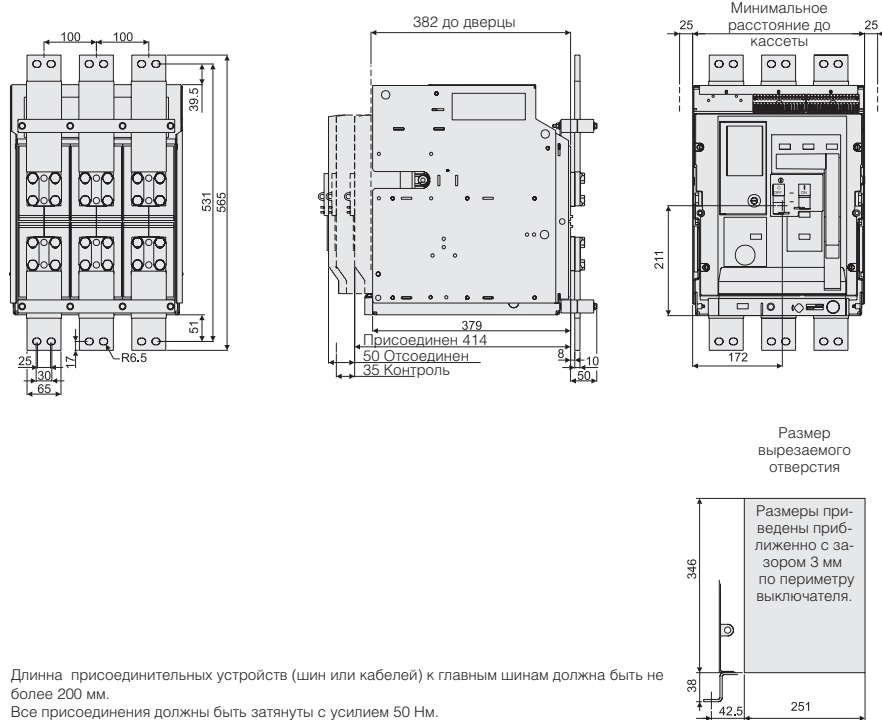 100
100
39.5
531
565
51
25
17
R6.5
30
65
382 до дверцы
379
Присоединен 414
50 Отсоединен
35 Контроль
8
10
50
Минимальное
расстояние до
кассеты
25
25
OFF
ON
211
172
Размер
вырезаемого
отверстия
Размеры при-
ведены приб-
лиженно с за-
зором 3 мм
по периметру
выключателя.
346
38
42.5
251
Длинна присоединительных устройств (шин или кабелей) к главным шинам должна быть не
более 200 мм.
Все присоединения должны быть затянуты с усилием 50 Нм.